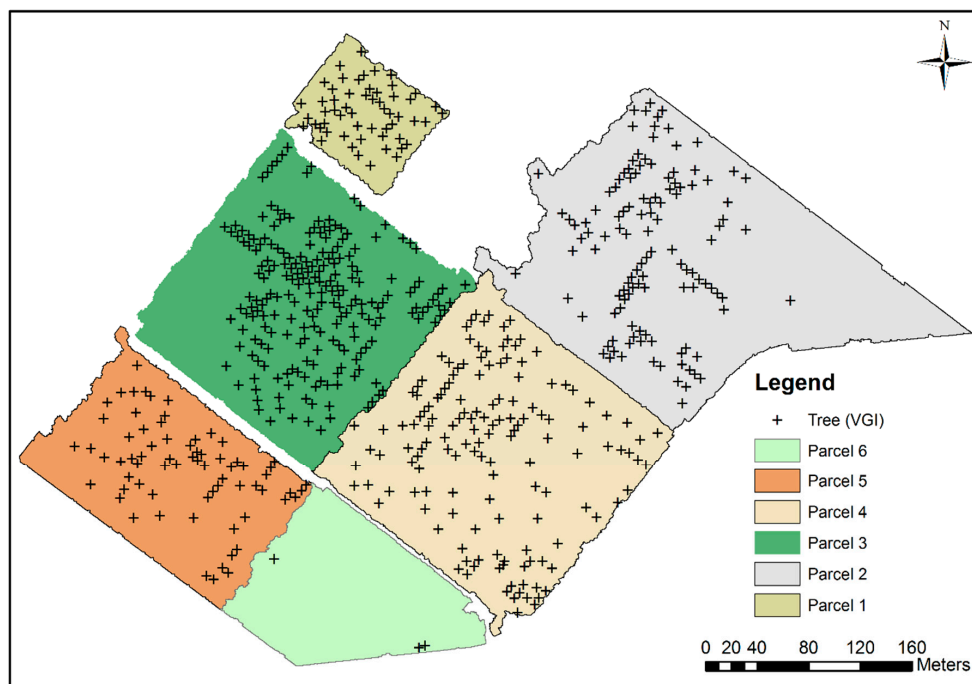 N
Legend
+ Tree (VGI)
Parcel 6
Parcel 5
Parcel 4
Parcel 3
Parcel 2
Parcel 1
0 20 40 80 120 160
Meters